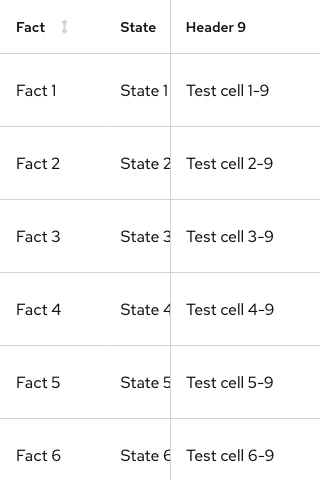 Fact State Header 9
Fact 1 State 1 Test cell 1-9
Fact 2 State 2 Test cell 2-9
Fact 3 State 3 Test cell 3-9
Fact 4 State 4 Test cell 4-9
Fact 5 State 5 Test cell 5-9
Fact 6 State 6 Test cell 6-9